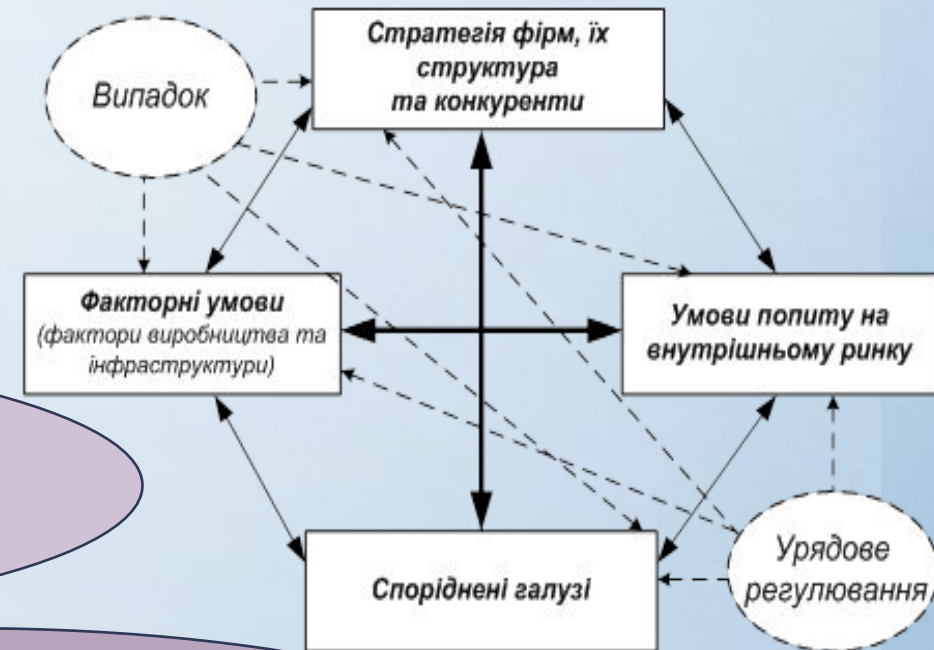 Стратегія фірм, їх
структура
та конкуренти
Випадок
Факторні умови
(фактори виробництва та
інфраструктури)
Умови попиту на
внутрішньому ринку
Споріднені галузі
Урядове
регулювання